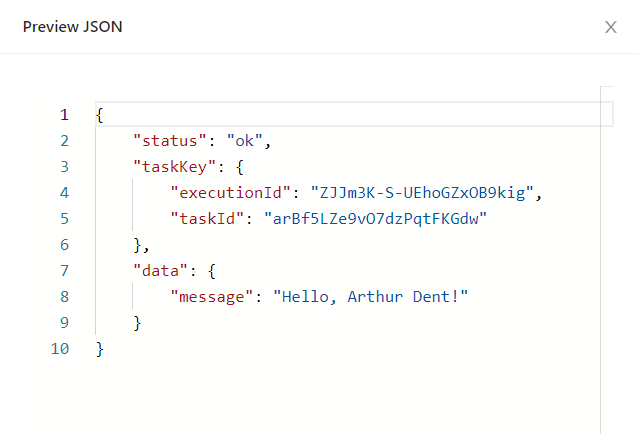 Preview JSON
1 {
2 "status": "ok",
3 "taskKey": {
4 "executionId": "ZJJm3K-S-UEhoGZxOB9kig",
5 "taskId": "arBf5LZe9vO7dzPqtFKGdw"
6 },
7 "data": {
8 "message": "Hello, Arthur Dent!"
9 }
10 }